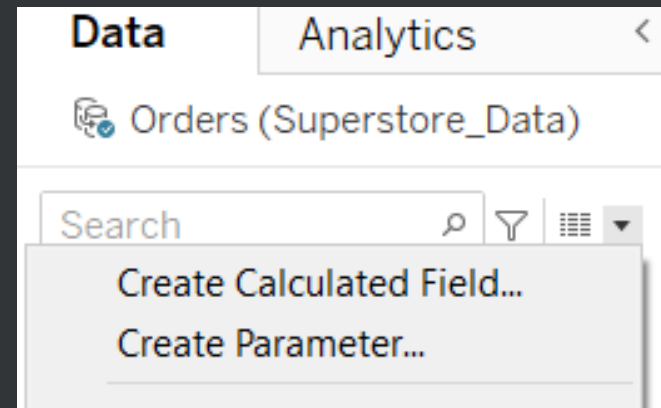 Data Analytics
Orders (Superstore_Data)
Search
Create Calculated Field...
Create Parameter...